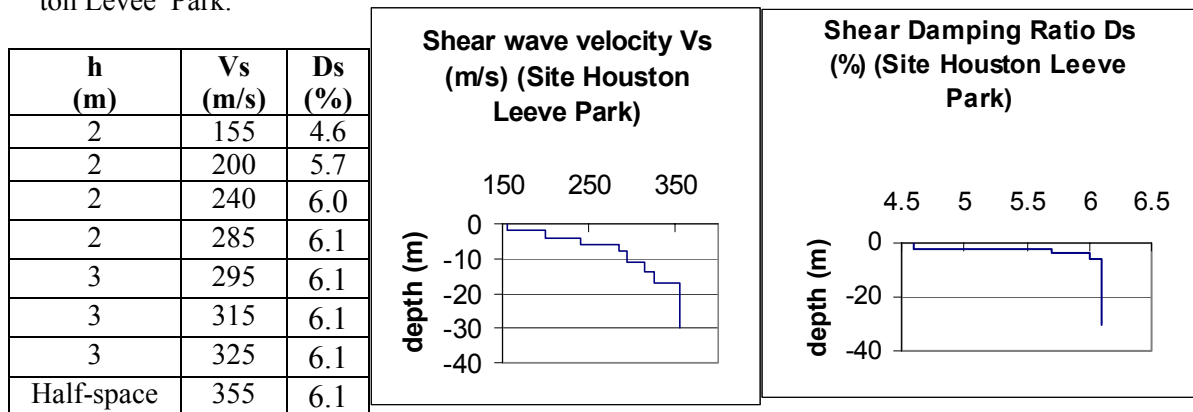 ton Levee Park.
h Vs Ds
(m) (m/s) (%)
2 155 4.6
2 200 5.7
2 240 6.0
2 285 6.1
3 295 6.1
3 315 6.1
3 325 6.1
Half-space 355 6.1
Shear wave velocity Vs
(m/s) (Site Houston
Leeve Park)
150 250 350
0
-10
-20
-30
-40
depth (m)
Shear Damping Ratio Ds
(%) (Site Houston Leeve
Park)
4.5 5 5.5 6 6.5
0
-20
-40
depth (m)